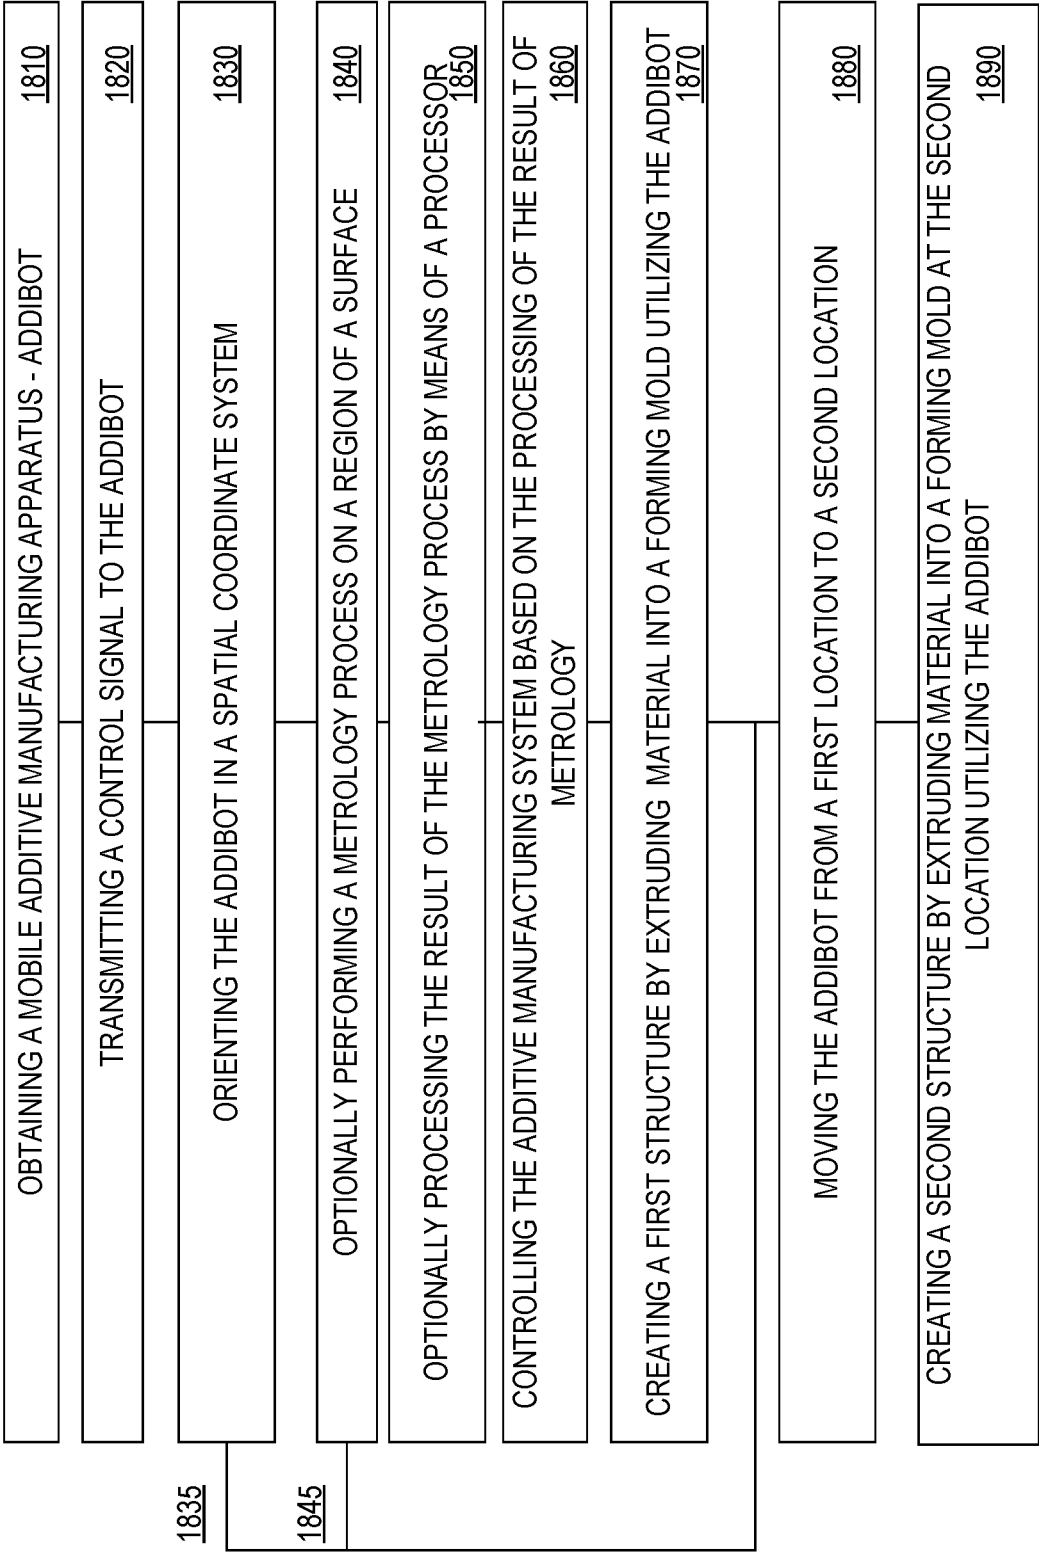 OBTAINING A MOBILE ADDITIVE MANUFACTURING APPARATUS - ADDIBOT
1810
TRANSMITTING A CONTROL SIGNAL TO THE ADDIBOT
1820
ORIENTING THE ADDIBOT IN A SPATIAL COORDINATE SYSTEM
1830
1835
OPTIONALLY PERFORMING A METROLOGY PROCESS ON A REGION OF A SURFACE
1840
1845
OPTIONALLY PROCESSING THE RESULT OF THE METROLOGY PROCESS BY MEANS OF A PROCESSOR
1850
CONTROLLING THE ADDITIVE MANUFACTURING SYSTEM BASED ON THE PROCESSING OF THE RESULT OF
METROLOGY
1860
CREATING A FIRST STRUCTURE BY EXTRUDING MATERIAL INTO A FORMING MOLD UTILIZING THE ADDIBOT
1870
MOVING THE ADDIBOT FROM A FIRST LOCATION TO A SECOND LOCATION
1880
CREATING A SECOND STRUCTURE BY EXTRUDING MATERIAL INTO A FORMING MOLD AT THE SECOND
LOCATION UTILIZING THE ADDIBOT
1890